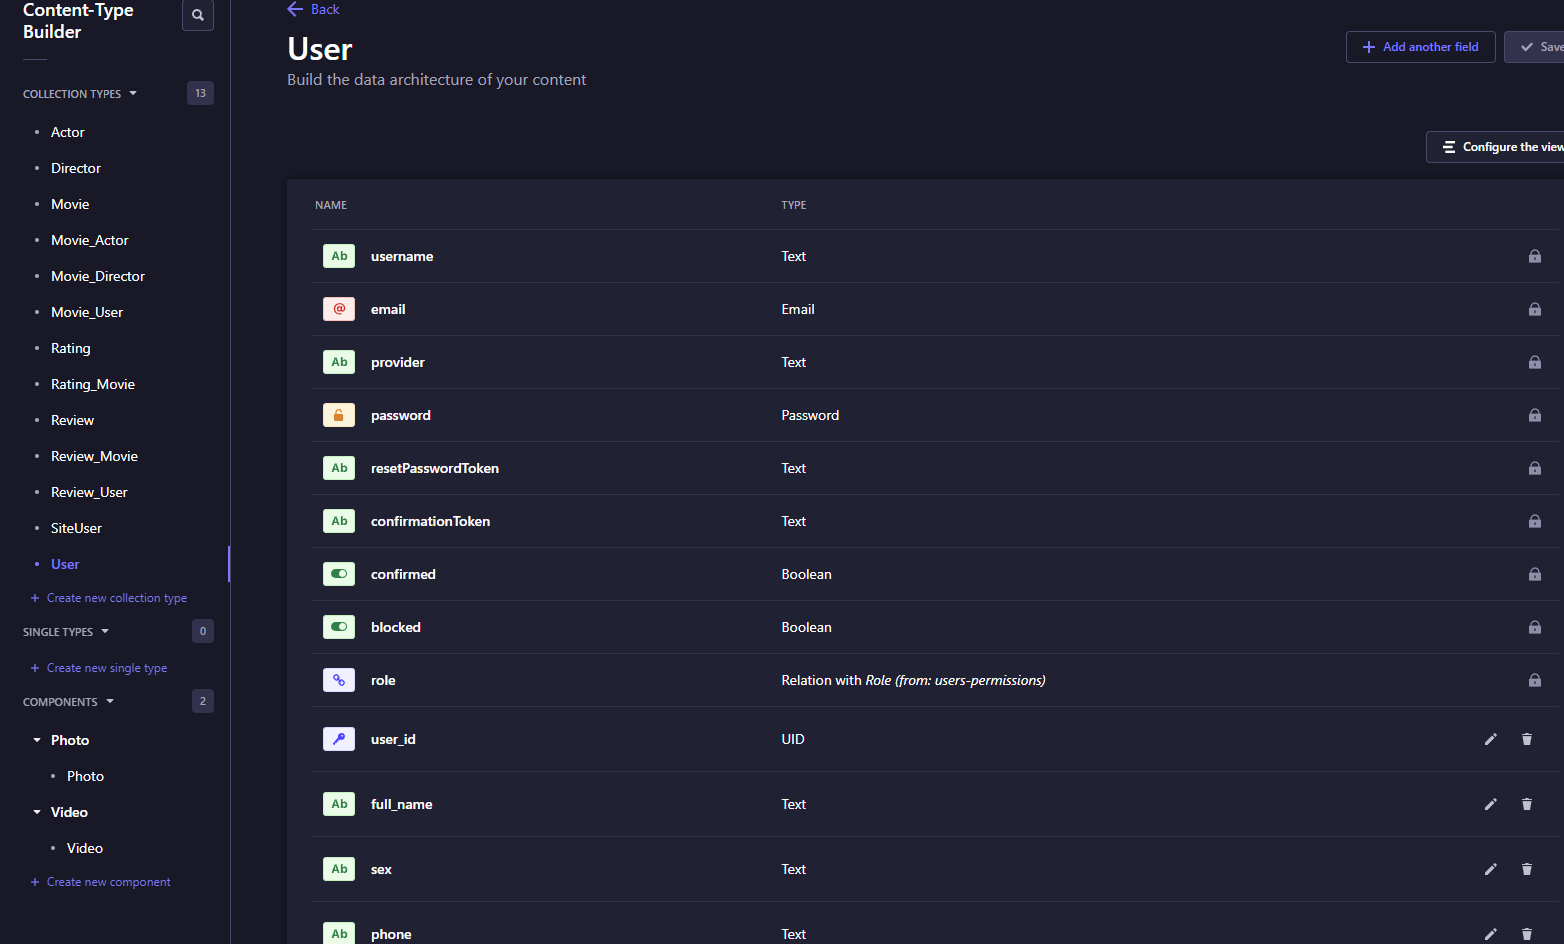 Content-Type
Builder
COLLECTION TYPES
13
Actor
Director
Movie
Movie_Actor
Movie_Director
Movie_User
Rating
Rating_Movie
Review
Review_Movie
Review_User
SiteUser
User
+ Create new collection type
SINGLE TYPES
0
+ Create new single type
COMPONENTS
2
Photo
Photo
Video
Video
+ Create new component
Back
User
Build the data architecture of your content
+ Add another field
Save
Configure the view
NAME TYPE
Ab username Text
@ email Email
Ab provider Text
password Password
Ab resetPasswordToken Text
Ab confirmationToken Text
confirmed Boolean
blocked Boolean
role Relation with Role (from: users-permissions)
user_id UID
Ab full_name Text
Ab sex Text
Ab phone Text